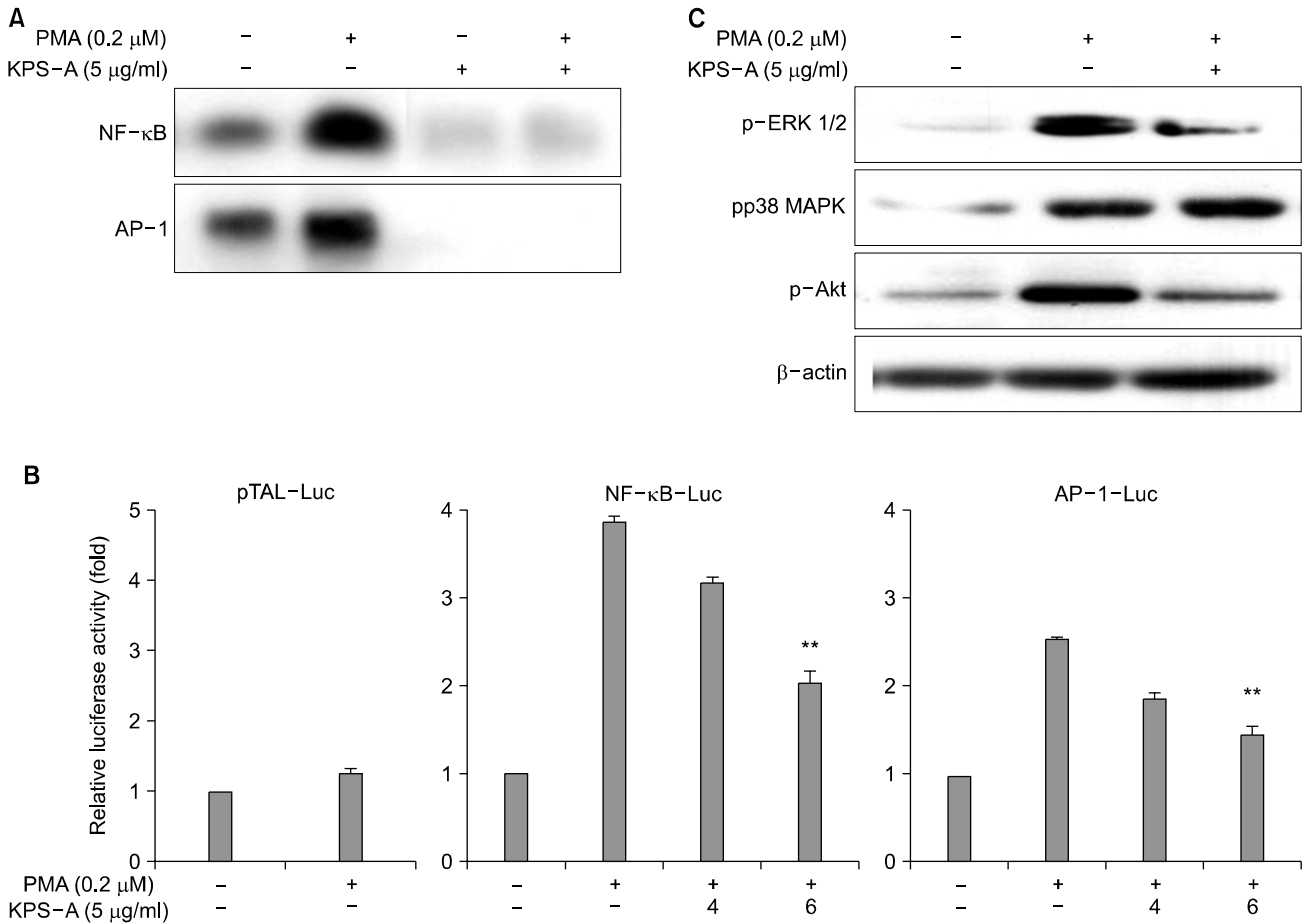 A
PMA (0.2 μM) − + − +
KPS−A (5 μg/ml) − − + +
NF−κB
AP−1
C
PMA (0.2 μM) − + +
KPS−A (5 μg/ml) − − +
p−ERK 1/2
pp38 MAPK
p−Akt
β−actin
B
Relative luciferase activity (fold)
pTAL−Luc
5
4
3
2
1
0
PMA (0.2 μM) − +
KPS−A (5 μg/ml) − −
NF−κB−Luc
4
3
2
1
0
**
− + + +
− − 4 6
AP−1−Luc
4
3
2
1
0
**
− + + +
− − 4 6